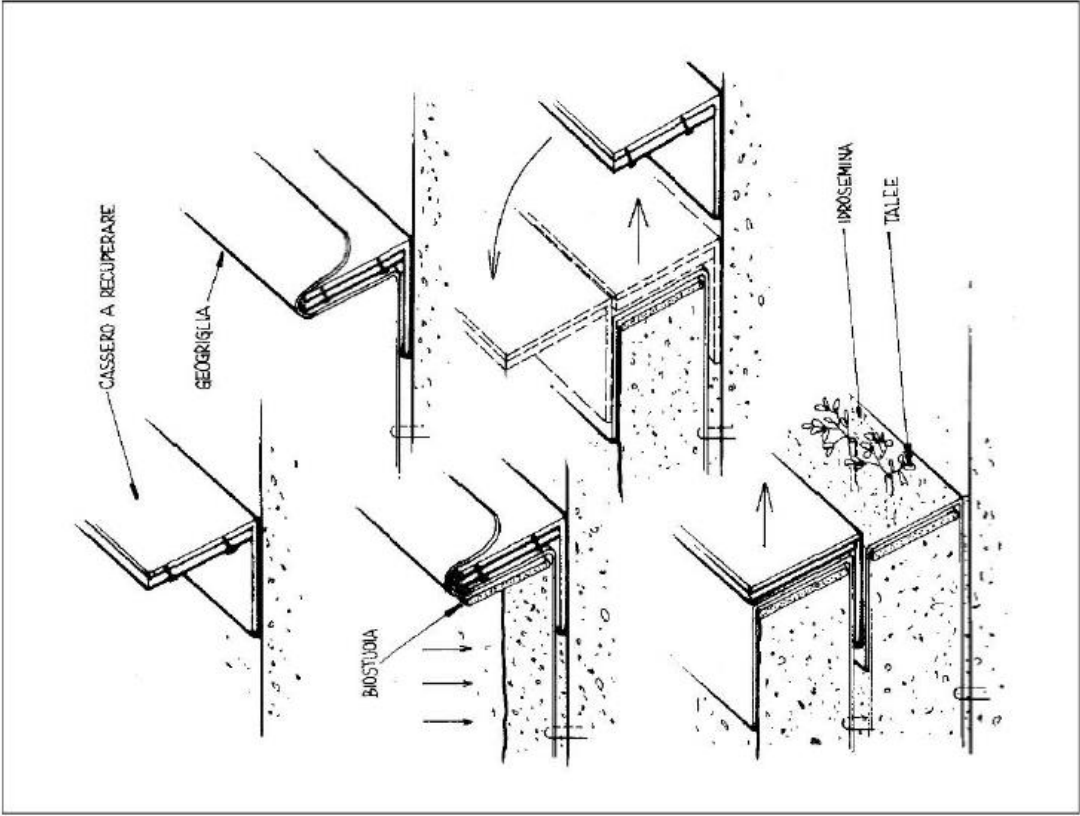 CASSERO A RECUPERARE
GEOGRIGLIA
BIOSTUOIA
IDROSEMINA
TALEE